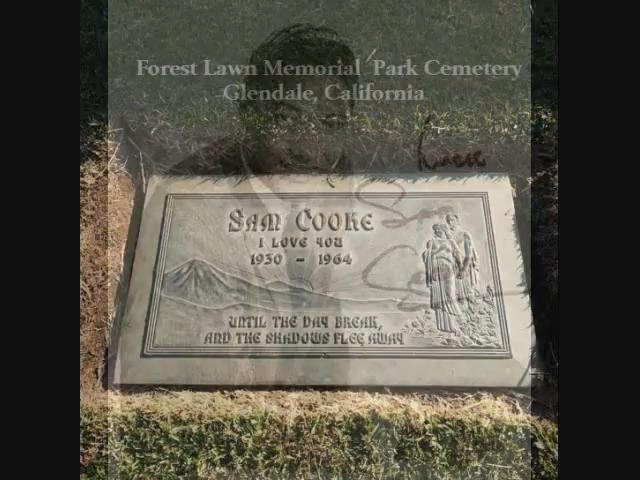 Forest Lawn Memorial Park Cemetery
Glendale, California
SAM COOKE
I LOVE YOU
1930 - 1964
UNTIL THE DAY BREAK,
AND THE SHADOWS FLEE AWAY